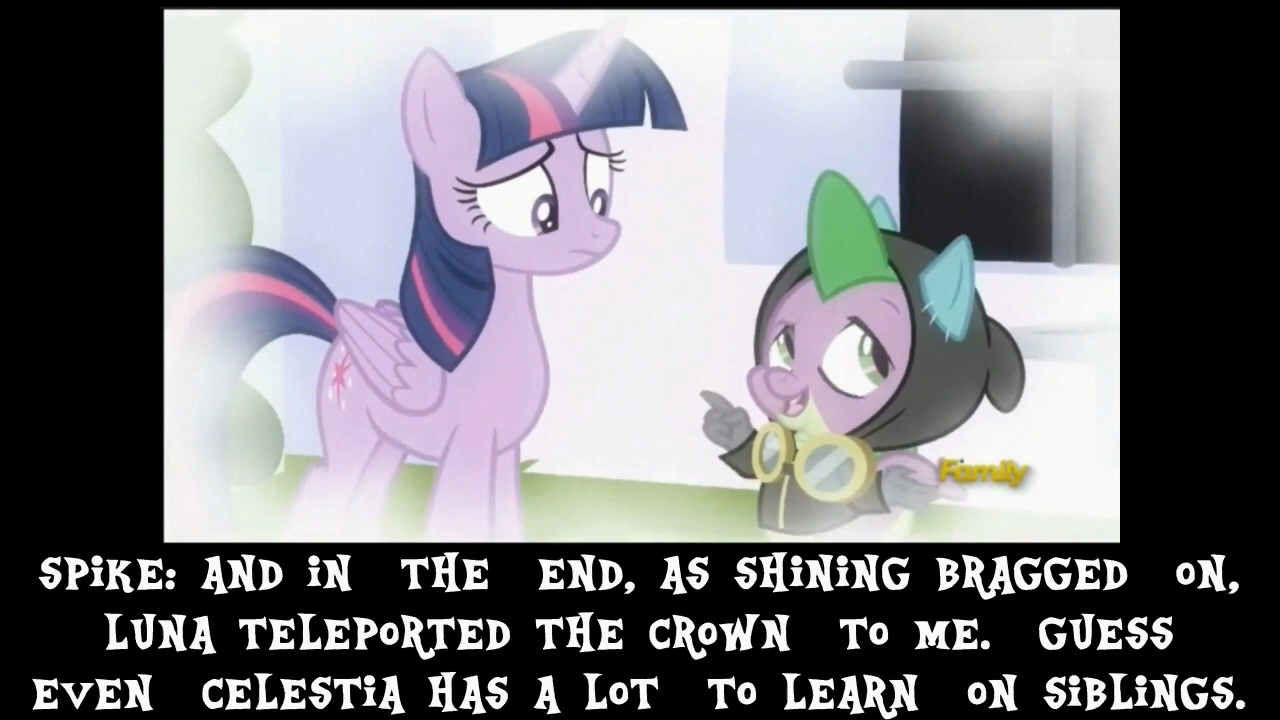 Family
SPIKE: AND IN THE END, AS SHINING BRAGGED ON,
LUNA TELEPORTED THE CROWN TO ME. GUESS
EVEN CELESTIA HAS A LOT TO LEARN ON SIBLINGS.